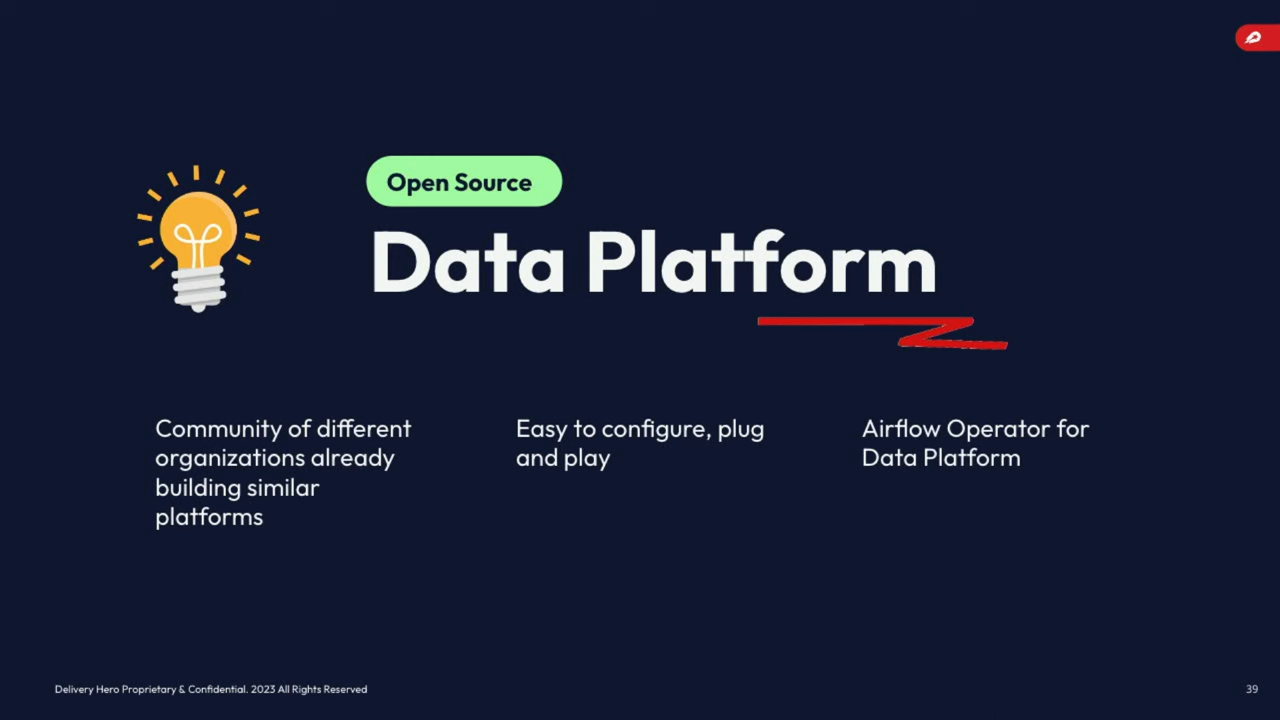 Open Source
Data Platform
Community of different
organizations already
building similar
platforms
Easy to configure, plug
and play
Airflow Operator for
Data Platform
Delivery Hero Proprietary & Confidential. 2023 All Rights Reserved
39